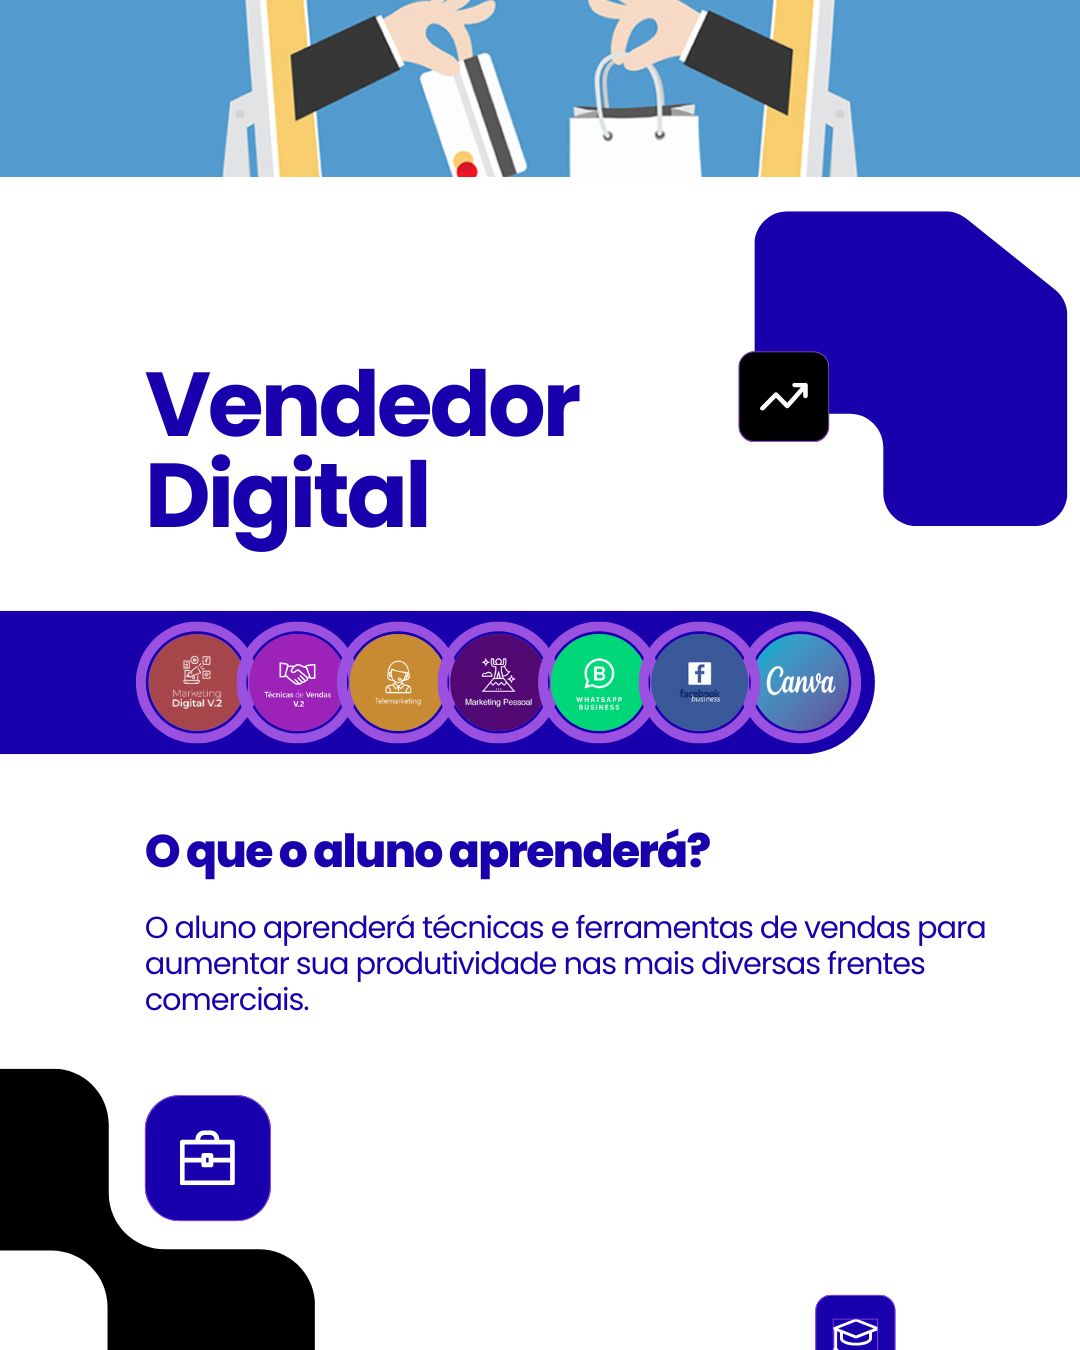 Vendedor
Digital
Marketing
Digital V.2
Técnicas de Vendas
V.2
Telemarketing
Marketing Pessoal
B
WHATSAPP
BUSINESS
facebook
business
Canva
O que o aluno aprenderá?
O aluno aprenderá técnicas e ferramentas de vendas para
aumentar sua produtividade nas mais diversas frentes
comerciais.